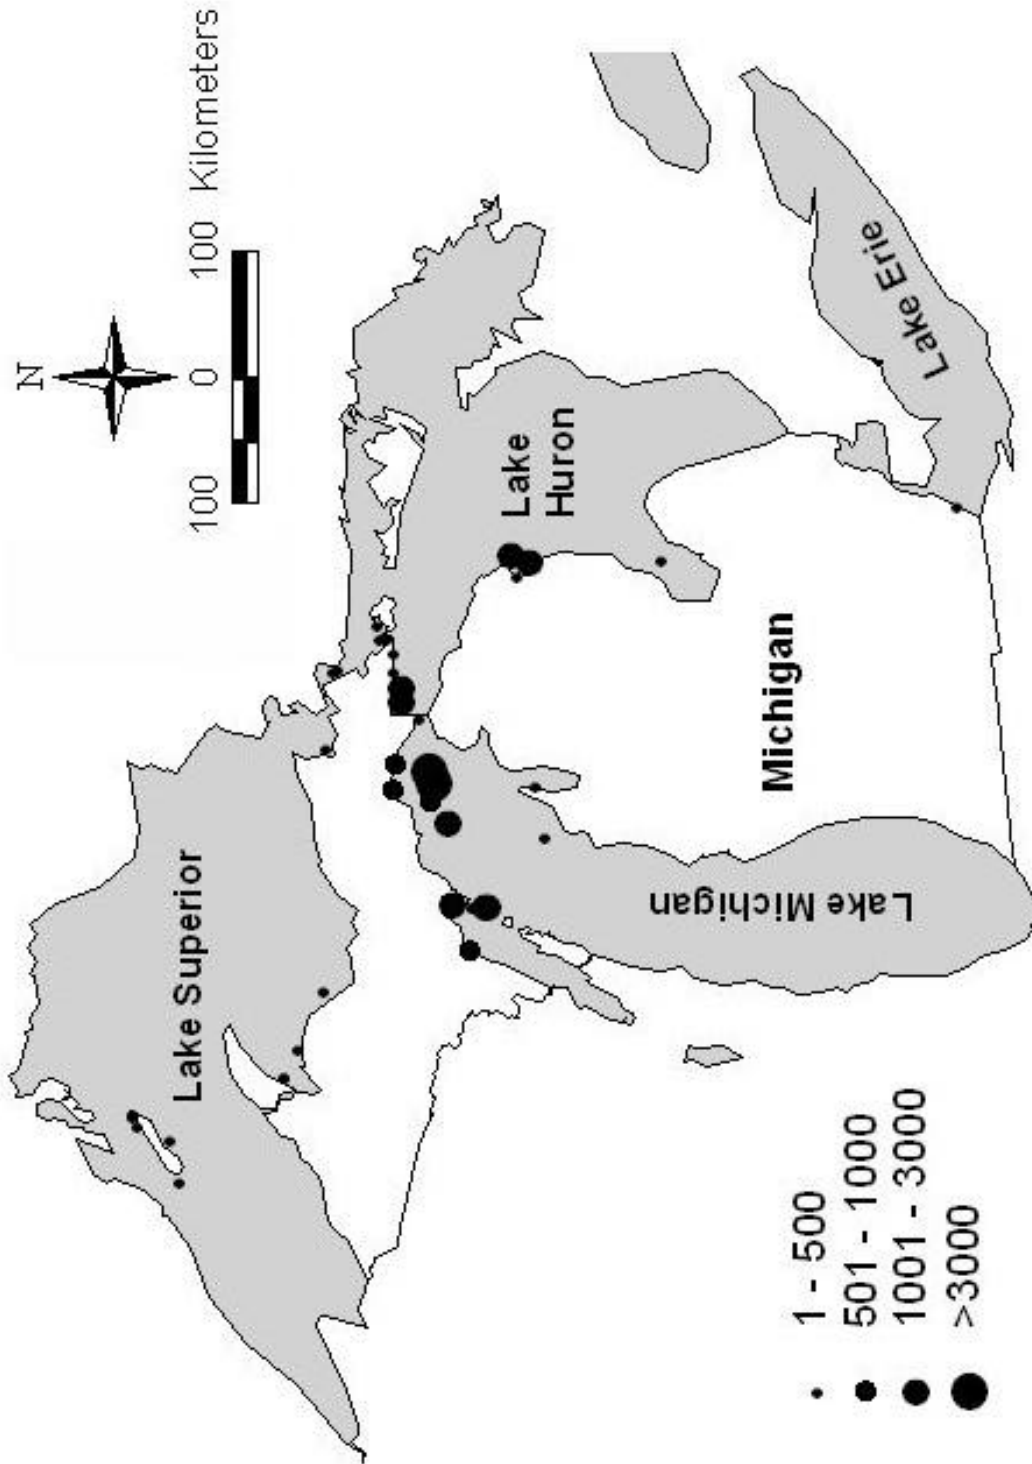 N
100 0 100 Kilometers
Lake Superior
Lake
Huron
Lake Michigan
Michigan
Lake Erie
1 - 500
501 - 1000
1001 - 3000
>3000